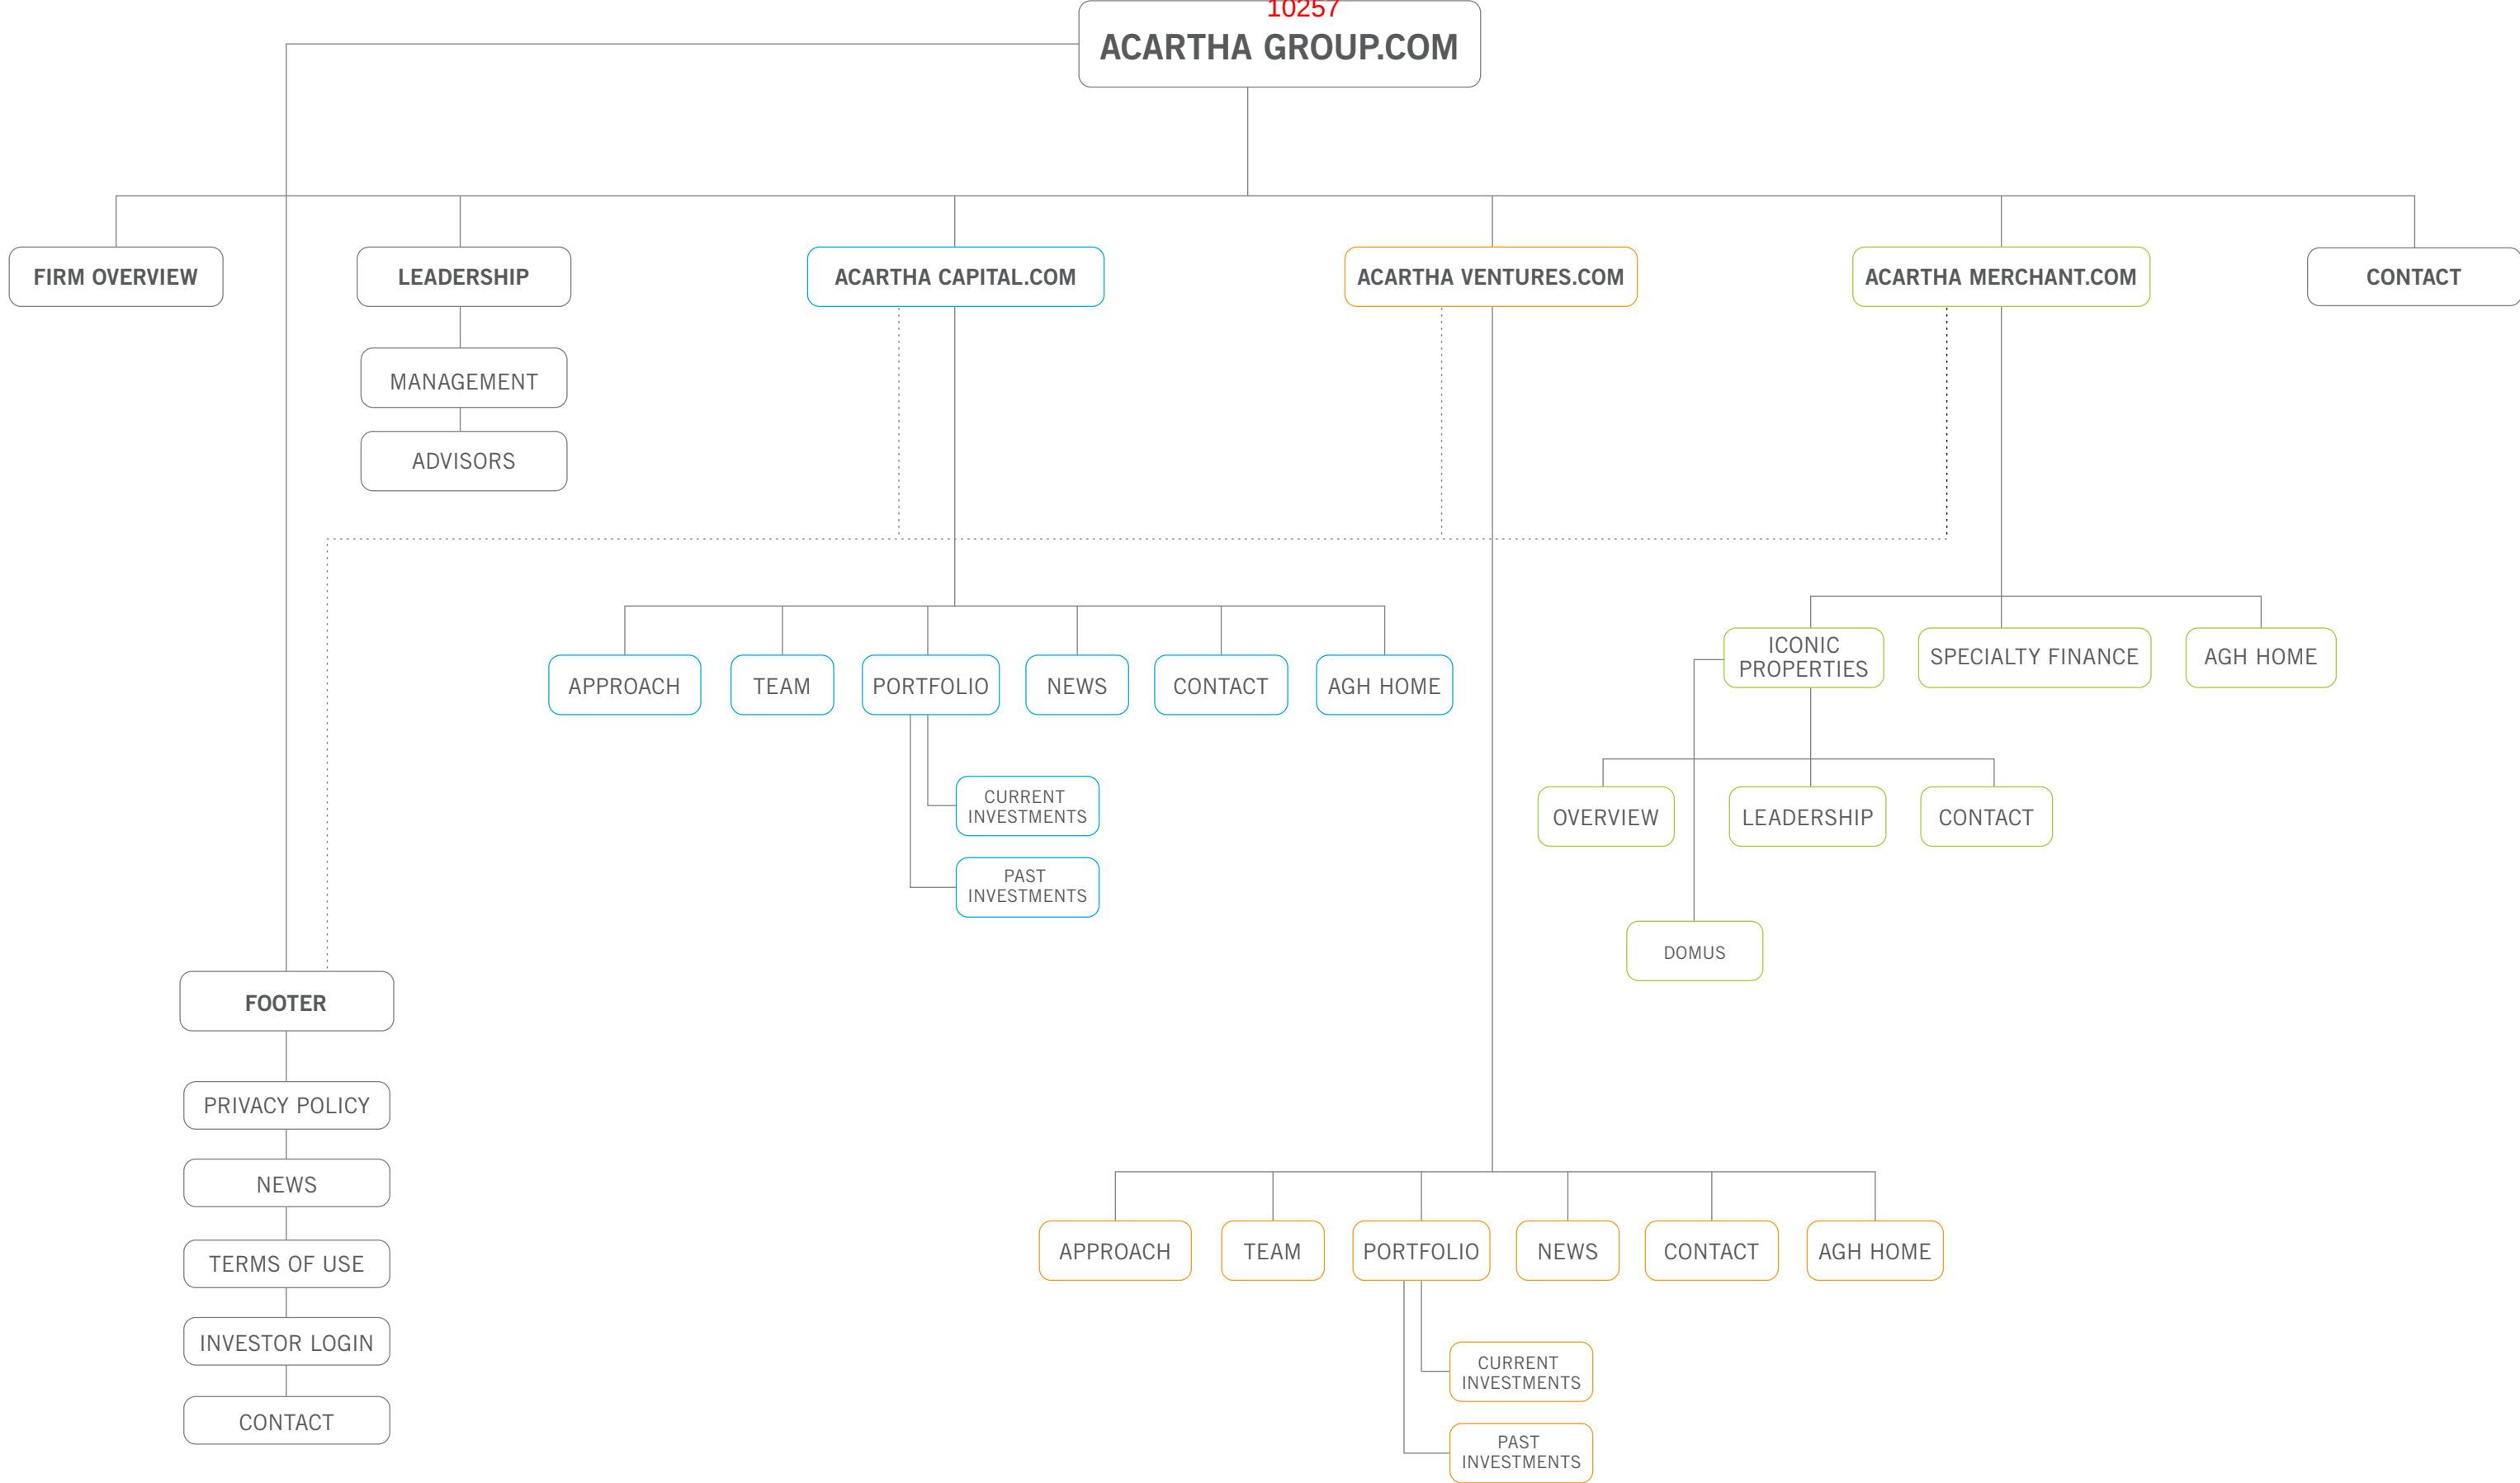 10257
ACARTHA GROUP.COM
FIRM OVERVIEW
LEADERSHIP
ACARTHA CAPITAL.COM
ACARTHA VENTURES.COM
ACARTHA MERCHANT.COM
CONTACT
MANAGEMENT
ADVISORS
APPROACH
TEAM
PORTFOLIO
NEWS
CONTACT
AGH HOME
CURRENT
INVESTMENTS
PAST
INVESTMENTS
ICONIC
PROPERTIES
SPECIALTY FINANCE
AGH HOME
OVERVIEW
LEADERSHIP
CONTACT
DOMUS
FOOTER
PRIVACY POLICY
NEWS
TERMS OF USE
INVESTOR LOGIN
CONTACT
APPROACH
TEAM
PORTFOLIO
NEWS
CONTACT
AGH HOME
CURRENT
INVESTMENTS
PAST
INVESTMENTS